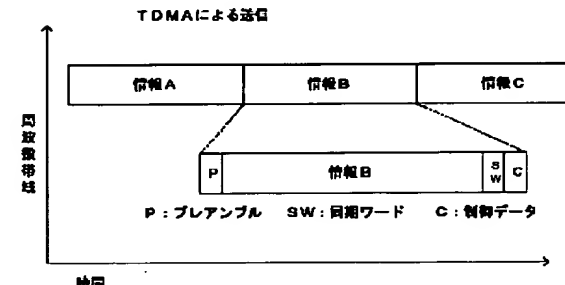 TDMAによる送信
情報A 情報B 情報C
周波数帯域
P 情報B SW C
P：プレアンブル SW：同期ワード C：制御データ
時間